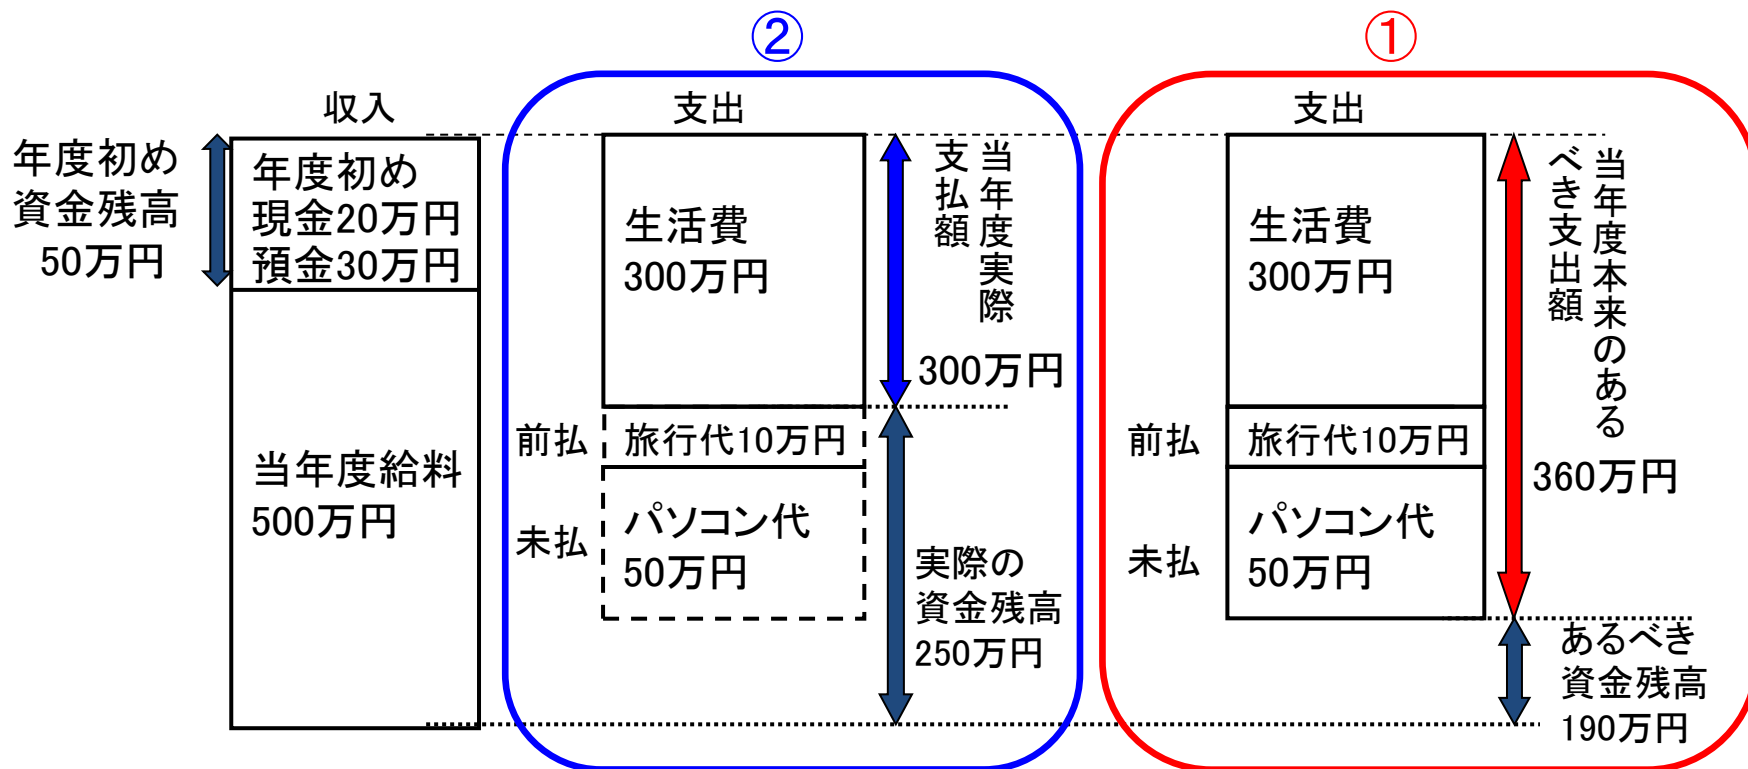 ②
①
収入
支出
支出
年度初め
資金残高
50万円
年度初め
現金20万円
預金30万円
当年度給料
500万円
生活費
300万円
当年度実際
支払額
300万円
前払
旅行代10万円
未払
パソコン代
50万円
実際の
資金残高
250万円
生活費
300万円
当年度本来のある
べき支出額
360万円
前払
旅行代10万円
未払
パソコン代
50万円
あるべき
資金残高
190万円